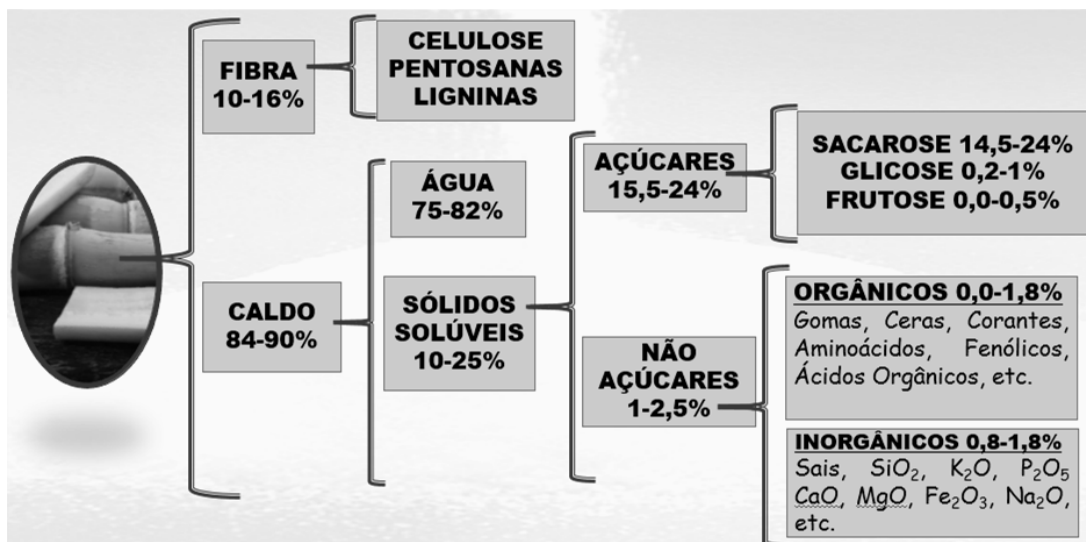 FIBRA
10-16%
CELULOSE
PENTOSANAS
LIGNINAS
CALDO
84-90%
ÁGUA
75-82%
SÓLIDOS
SOLÚVEIS
10-25%
AÇÚCARES
15,5-24%
SACAROSE 14,5-24%
GLICOSE 0,2-1%
FRUTOSE 0,0-0,5%
NÃO
AÇÚCARES
1-2,5%
ORGÂNICOS 0,0-1,8%
Gomas, Ceras, Corantes,
Aminoácidos, Fenólicos,
Ácidos Orgânicos, etc.
INORGÂNICOS 0,8-1,8%
Sais, SiO₂, K₂O, P₂O₅
CaO, MgO, Fe₂O₃, Na₂O,
etc.